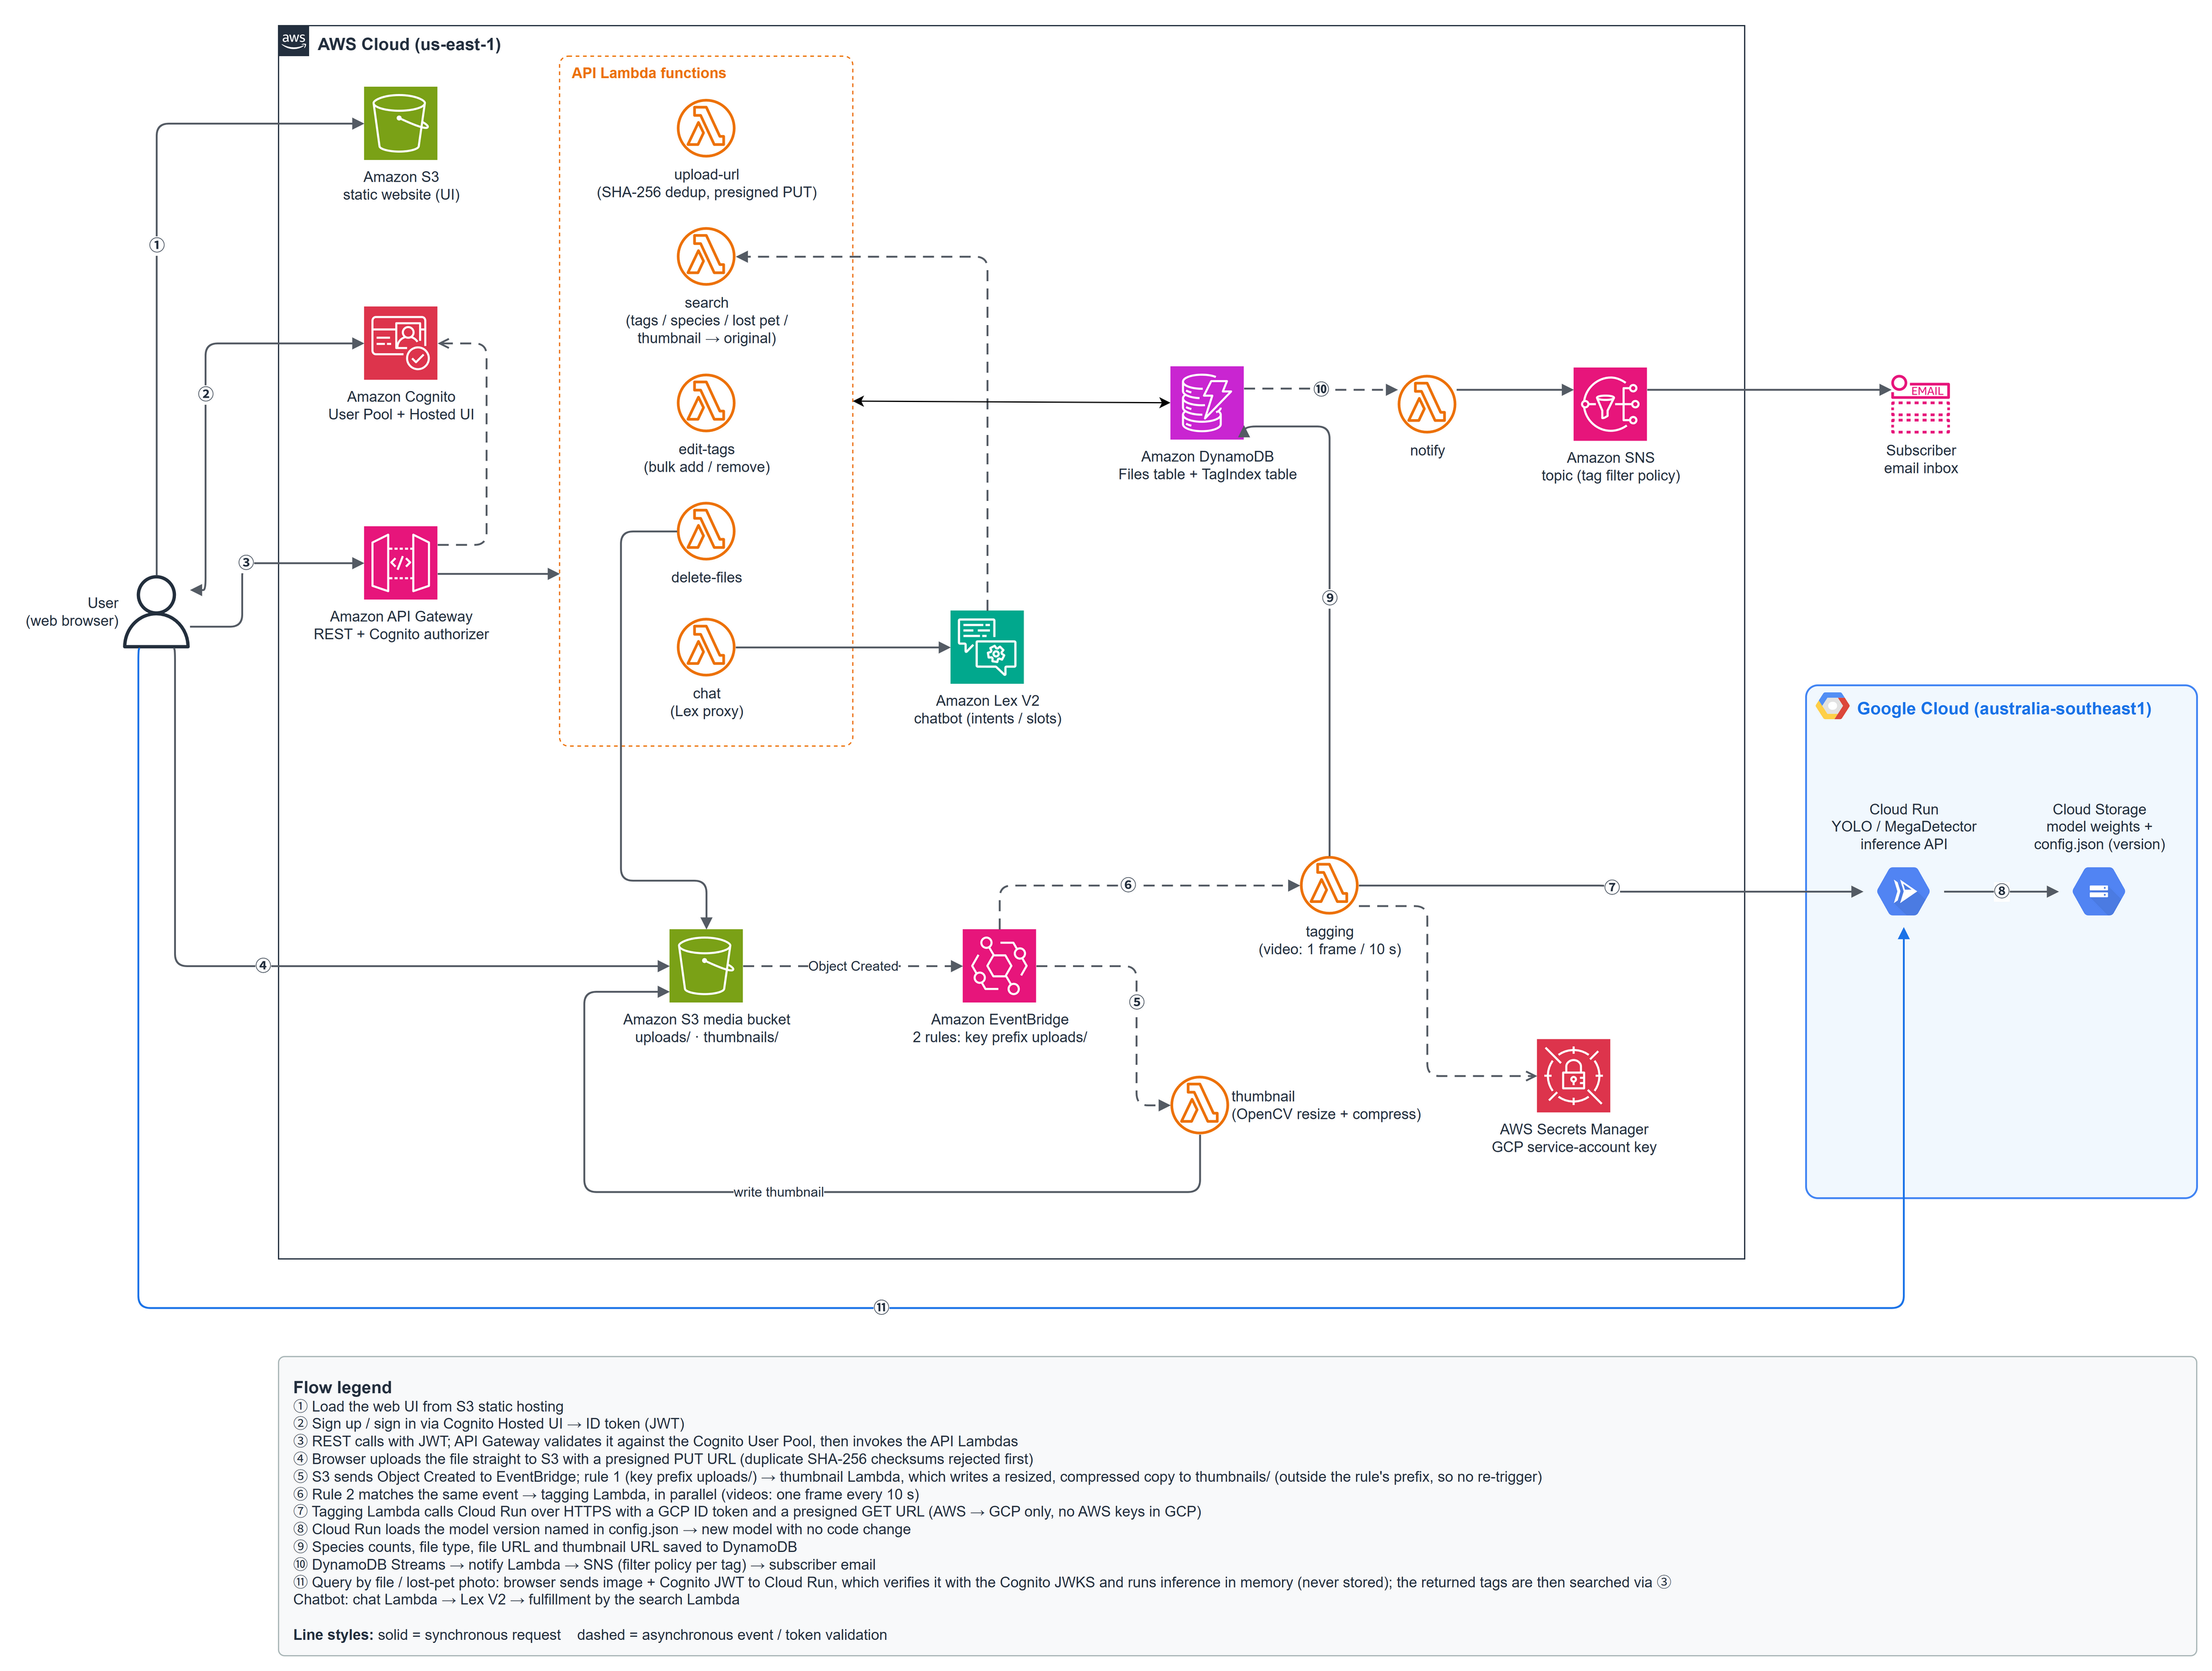 aws
AWS Cloud (us-east-1)
API Lambda functions
Amazon S3
static website (UI)
upload-url
(SHA-256 dedup, presigned PUT)
①
search
(tags / species / lost pet /
thumbnail → original)
②
Amazon Cognito
User Pool + Hosted UI
edit-tags
(bulk add / remove)
Amazon DynamoDB
Files table + TagIndex table
⑩
notify
Amazon SNS
topic (tag filter policy)
EMAIL
Subscriber
email inbox
③
User
(web browser)
Amazon API Gateway
REST + Cognito authorizer
delete-files
chat
(Lex proxy)
Amazon Lex V2
chatbot (intents / slots)
⑨
Google Cloud (australia-southeast1)
Cloud Run
YOLO / MegaDetector
inference API
Cloud Storage
model weights +
config.json (version)
④
⑥
⑦
⑧
tagging
(video: 1 frame / 10 s)
Object Created
Amazon S3 media bucket
uploads/ · thumbnails/
Amazon EventBridge
2 rules: key prefix uploads/
⑤
thumbnail
(OpenCV resize + compress)
AWS Secrets Manager
GCP service-account key
write thumbnail
⑪
Flow legend
① Load the web UI from S3 static hosting
② Sign up / sign in via Cognito Hosted UI → ID token (JWT)
③ REST calls with JWT; API Gateway validates it against the Cognito User Pool, then invokes the API Lambdas
④ Browser uploads the file straight to S3 with a presigned PUT URL (duplicate SHA-256 checksums rejected first)
⑤ S3 sends Object Created to EventBridge; rule 1 (key prefix uploads/) → thumbnail Lambda, which writes a resized, compressed copy to thumbnails/ (outside the rule's prefix, so no re-trigger)
⑥ Rule 2 matches the same event → tagging Lambda, in parallel (videos: one frame every 10 s)
⑦ Tagging Lambda calls Cloud Run over HTTPS with a GCP ID token and a presigned GET URL (AWS → GCP only, no AWS keys in GCP)
⑧ Cloud Run loads the model version named in config.json → new model with no code change
⑨ Species counts, file type, file URL and thumbnail URL saved to DynamoDB
⑩ DynamoDB Streams → notify Lambda → SNS (filter policy per tag) → subscriber email
⑪ Query by file / lost-pet photo: browser sends image + Cognito JWT to Cloud Run, which verifies it with the Cognito JWKS and runs inference in memory (never stored); the returned tags are then searched via ③
Chatbot: chat Lambda → Lex V2 → fulfillment by the search Lambda
Line styles: solid = synchronous request    dashed = asynchronous event / token validation